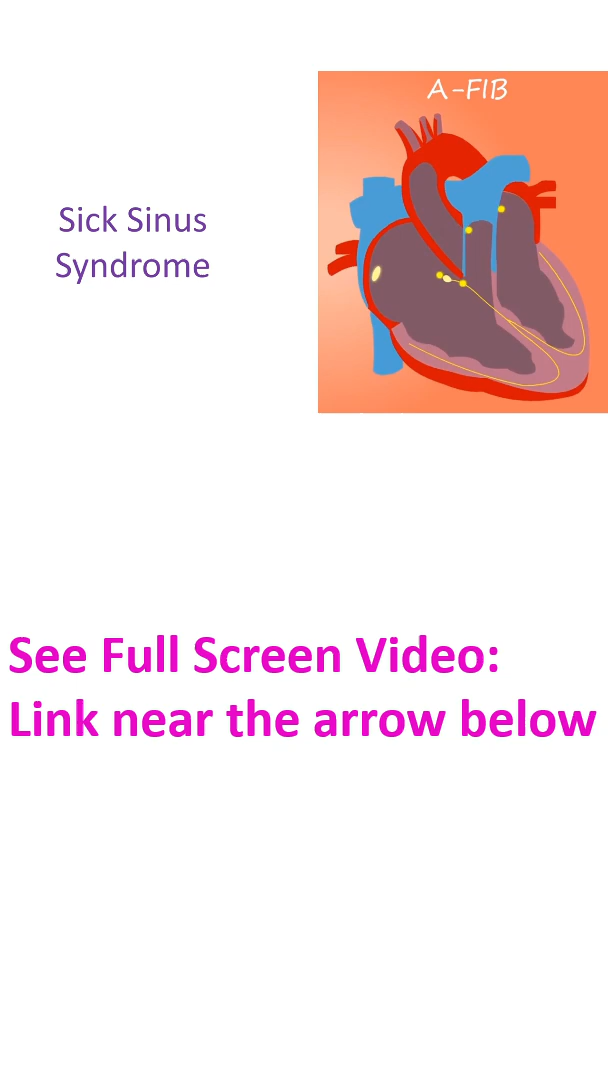 A-FIB
Sick Sinus
Syndrome
See Full Screen Video:
Link near the arrow below